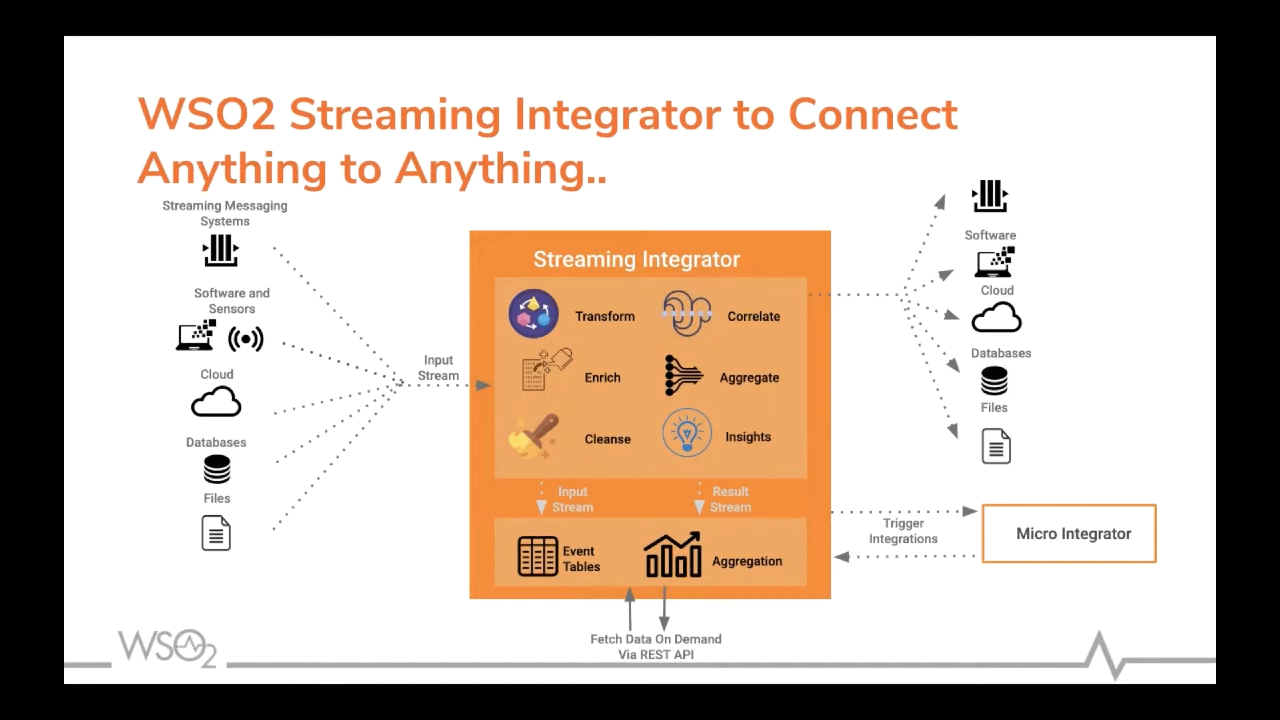 WSO2 Streaming Integrator to Connect
Anything to Anything..
Streaming Messaging
Systems
Software and
Sensors
Cloud
Databases
Files
Input
Stream
Streaming Integrator
Transform
Correlate
Enrich
Aggregate
Cleanse
Insights
Input
Stream
Result
Stream
Event
Tables
Aggregation
Fetch Data On Demand
Via REST API
Software
Cloud
Databases
Files
Trigger
Integrations
Micro Integrator
WSO2